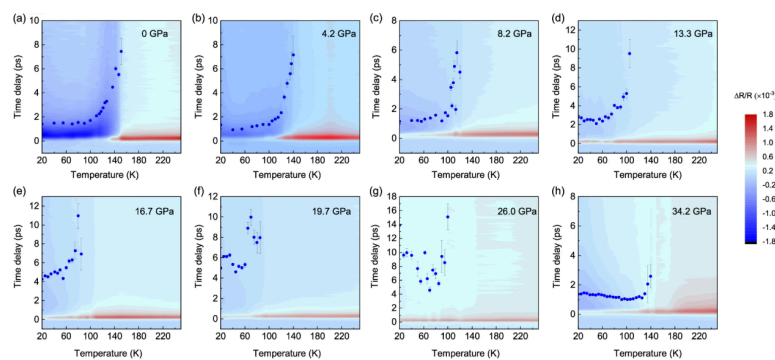 (a)
0 GPa
Time delay (ps)
10
8
6
4
2
0
20 60 100 140 180 220
Temperature (K)
(b)
4.2 GPa
Time delay (ps)
10
8
6
4
2
0
20 60 100 140 180 220
Temperature (K)
(c)
8.2 GPa
Time delay (ps)
8
6
4
2
0
20 60 100 140 180 220
Temperature (K)
(d)
13.3 GPa
Time delay (ps)
12
10
8
6
4
2
0
20 60 100 140 180 220
Temperature (K)
ΔR/R (×10⁻³)
1.8
1.4
1.0
0.6
0.2
-0.2
-0.6
-1.0
-1.4
-1.8
(e)
16.7 GPa
Time delay (ps)
12
10
8
6
4
2
0
20 60 100 140 180 220
Temperature (K)
(f)
19.7 GPa
Time delay (ps)
12
10
8
6
4
2
0
20 60 100 140 180 220
Temperature (K)
(g)
26.0 GPa
Time delay (ps)
18
16
14
12
10
8
6
4
2
0
20 60 100 140 180 220
Temperature (K)
(h)
34.2 GPa
Time delay (ps)
8
6
4
2
0
20 60 100 140 180 220
Temperature (K)